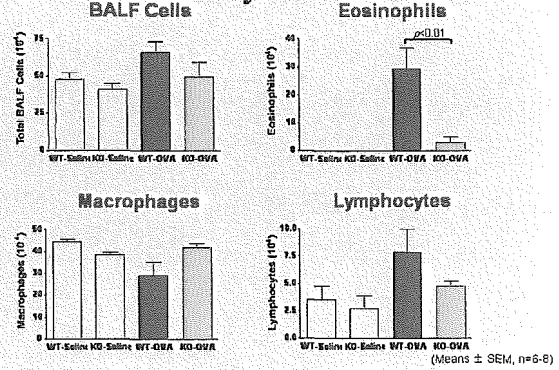 BALF Cells
Total BALF Cells (10⁴)
75
50
25
0
WT-Saline KO-Saline WT-OVA KO-OVA
Eosinophils
p<0.01
Eosinophils (10⁴)
40
30
20
10
0
WT-Saline KO-Saline WT-OVA KO-OVA
Macrophages
Macrophages (10⁴)
50
40
30
20
10
0
WT-Saline KO-Saline WT-OVA KO-OVA
Lymphocytes
Lymphocytes (10⁴)
10.0
7.5
5.0
2.5
0.0
WT-Saline KO-Saline WT-OVA KO-OVA
(Means ± SEM, n=6-8)